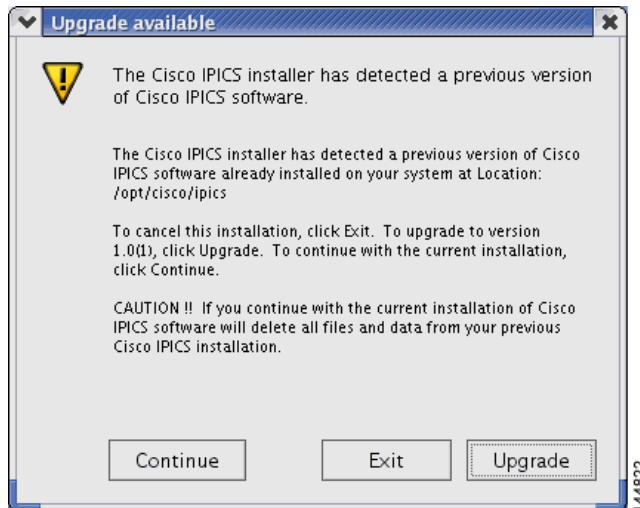 Upgrade available
The Cisco IPICS installer has detected a previous version
of Cisco IPICS software.
The Cisco IPICS installer has detected a previous version of Cisco
IPICS software already installed on your system at Location:
/opt/cisco/ipics
To cancel this installation, click Exit. To upgrade to version
1.0(1), click Upgrade. To continue with the current installation,
click Continue.
CAUTION !! If you continue with the current installation of Cisco
IPICS software will delete all files and data from your previous
Cisco IPICS installation.
Continue
Exit
Upgrade